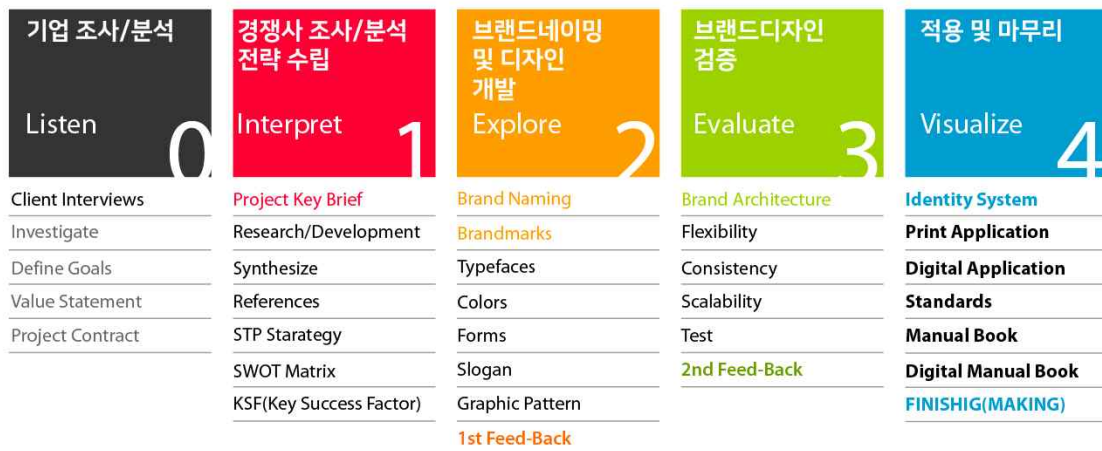 기업 조사/분석
Listen
0
Client Interviews
Investigate
Define Goals
Value Statement
Project Contract
경쟁사 조사/분석
전략 수립
Interpret
1
Project Key Brief
Research/Development
Synthesize
References
STP Starategy
SWOT Matrix
KSF(Key Success Factor)
브랜드네이밍
및 디자인
개발
Explore
2
Brand Naming
Brandmarks
Typefaces
Colors
Forms
Slogan
Graphic Pattern
1st Feed-Back
브랜드디자인
검증
Evaluate
3
Brand Architecture
Flexibility
Consistency
Scalability
Test
2nd Feed-Back
적용 및 마무리
Visualize
4
Identity System
Print Application
Digital Application
Standards
Manual Book
Digital Manual Book
FINISHIG(MAKING)